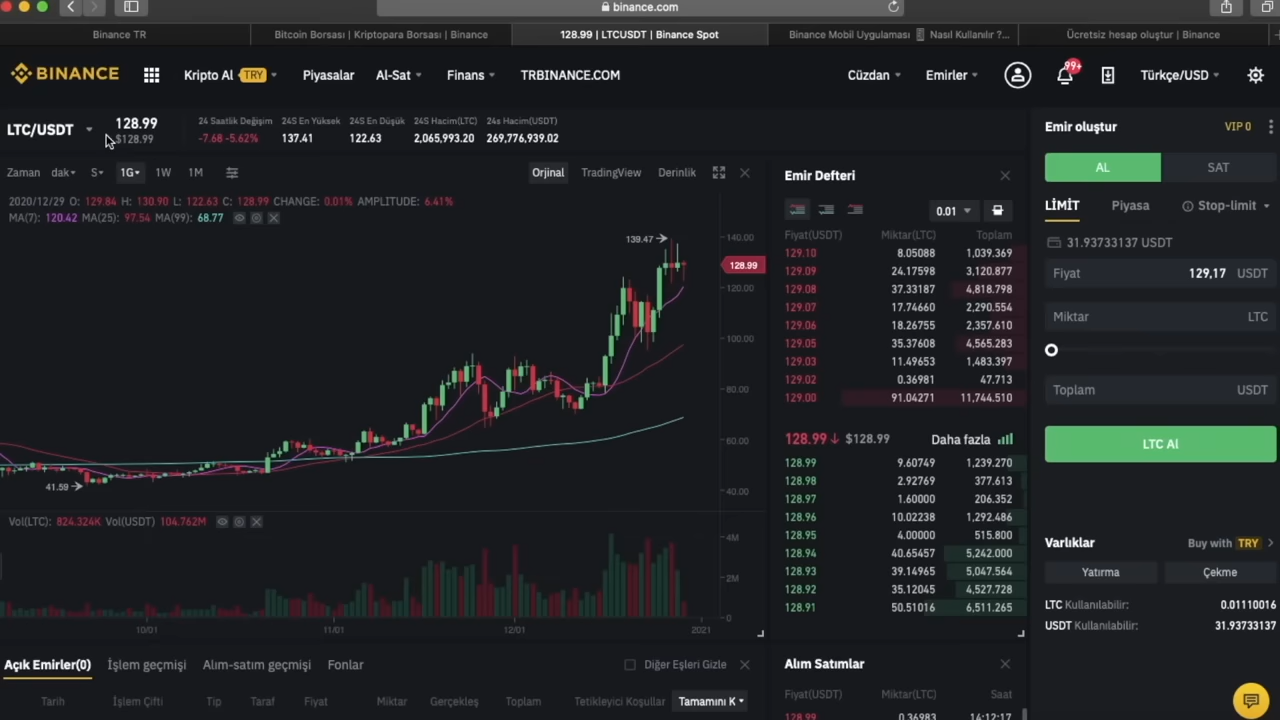 binance.com
Binance TR
Bitcoin Borsası | Kriptopara Borsası | Binance
128.99 | LTCUSDT | Binance Spot
Binance Mobil Uygulaması Nasıl Kullanılır ?...
Ücretsiz hesap oluştur | Binance
BINANCE Kripto Al TRY Piyasalar Al-Sat Finans TRBINANCE.COM Cüzdan Emirler 99+ Türkçe/USD
LTC/USDT 128.99 $128.99
24 Saatlik Değişim 24S En Yüksek 24S En Düşük 24S Hacim(LTC) 24s Hacim(USDT)
-7.68 -5.62% 137.41 122.63 2,065,993.20 269,776,939.02
Zaman dak S 1G 1W 1M Orjinal TradingView Derinlik
2020/12/29 O: 129.84 H: 130.90 L: 122.63 C: 128.99 CHANGE: 0.01% AMPLITUDE: 6.41%
MA(7): 120.42 MA(25): 97.54 MA(99): 68.77
139.47
41.59
140.00
128.99
120.00
100.00
80.00
60.00
40.00
Vol(LTC): 824.324K Vol(USDT) 104.762M
4M
2M
0
10/01 11/01 12/01 2021
Açık Emirler(0) İşlem geçmişi Alım-satım geçmişi Fonlar Diğer Eşleri Gizle
Tarih İşlem Çifti Tip Taraf Fiyat Miktar Gerçekleş Toplam Tetikleyici Koşullar Tamamını K
Emir Defteri
0.01
Fiyat(USDT) Miktar(LTC) Toplam
129.10 8.05088 1,039.369
129.09 24.17598 3,120.877
129.08 37.33187 4,818.798
129.07 17.74660 2,290.554
129.06 18.26755 2,357.610
129.05 35.37608 4,565.283
129.03 11.49653 1,483.397
129.02 0.36981 47.713
129.00 91.04271 11,744.510
128.99 $128.99 Daha fazla
128.99 9.60749 1,239.270
128.98 2.92769 377.613
128.97 1.60000 206.352
128.96 10.02238 1,292.486
128.95 4.00000 515.800
128.94 40.65457 5,242.000
128.93 39.14965 5,047.564
128.92 35.12045 4,527.728
128.91 50.51016 6,511.265
Alım Satımlar
Fiyat(USDT) Miktar(LTC) Saat
128.99 0.36983 14:12:17
Emir oluştur VIP 0
AL SAT
LİMİT Piyasa Stop-limit
31.93733137 USDT
Fiyat 129,17 USDT
Miktar LTC
Toplam USDT
LTC Al
Varlıklar Buy with TRY
Yatırma Çekme
LTC Kullanılabilir: 0.01110016
USDT Kullanılabilir: 31.93733137